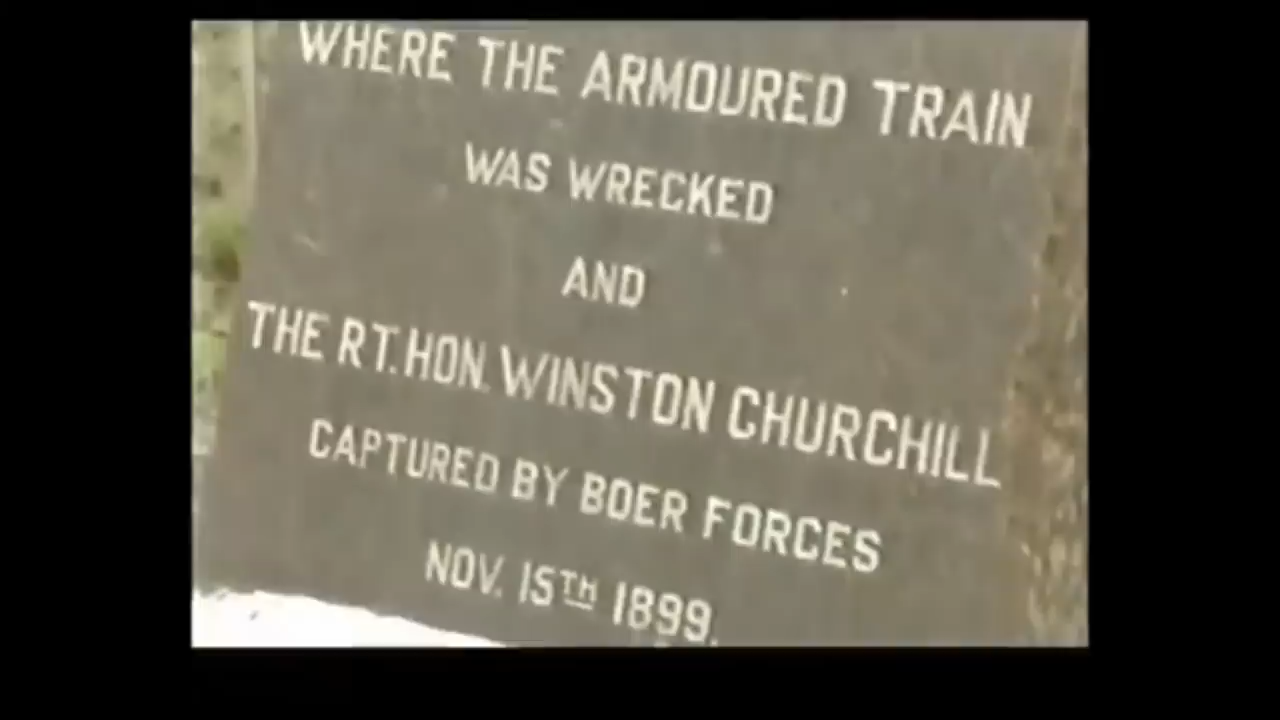 WHERE THE ARMOURED TRAIN
WAS WRECKED
AND
THE RT. HON. WINSTON CHURCHILL
CAPTURED BY BOER FORCES
NOV. 15TH 1899.